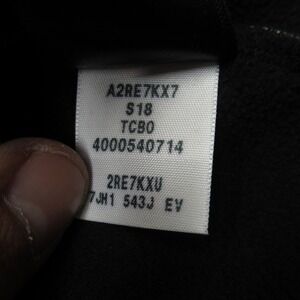 A2RE7KX7
S18
TCBO
4000540714
2RE7KXU
7JH1 543J EV